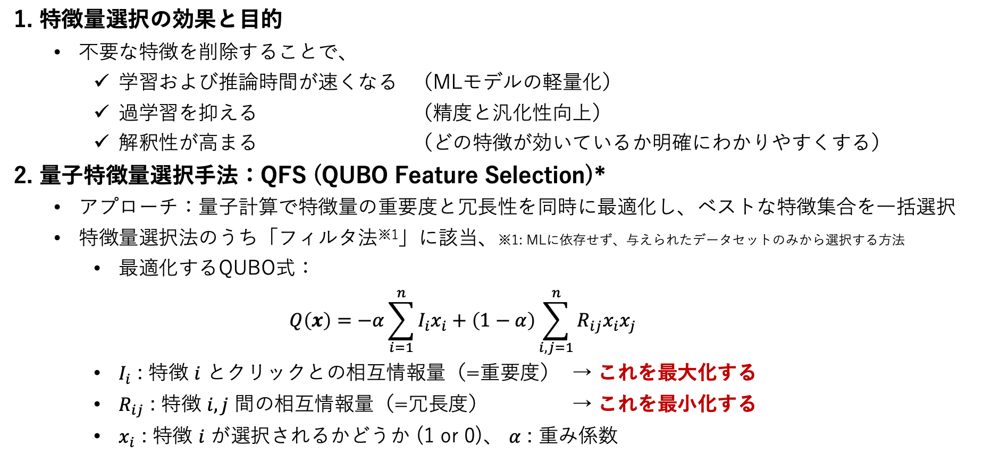 1. 特徴量選択の効果と目的
• 不要な特徴を削除することで、
✓ 学習および推論時間が速くなる （MLモデルの軽量化）
✓ 過学習を抑える （精度と汎化性向上）
✓ 解釈性が高まる （どの特徴が効いているか明確にわかりやすくする）
2. 量子特徴量選択手法：QFS (QUBO Feature Selection)*
• アプローチ：量子計算で特徴量の重要度と冗長性を同時に最適化し、ベストな特徴集合を一括選択
• 特徴量選択法のうち「フィルタ法※1」に該当、※1: MLに依存せず、与えられたデータセットのみから選択する方法
• 最適化するQUBO式：
Q(x) = −α ∑_{i=1}^{n} I_i x_i + (1 − α) ∑_{i,j=1}^{n} R_{ij} x_i x_j
• I_i : 特徴 i とクリックとの相互情報量（=重要度） → これを最大化する
• R_{ij} : 特徴 i,j 間の相互情報量（=冗長度） → これを最小化する
• x_i : 特徴 i が選択されるかどうか (1 or 0)、 α : 重み係数